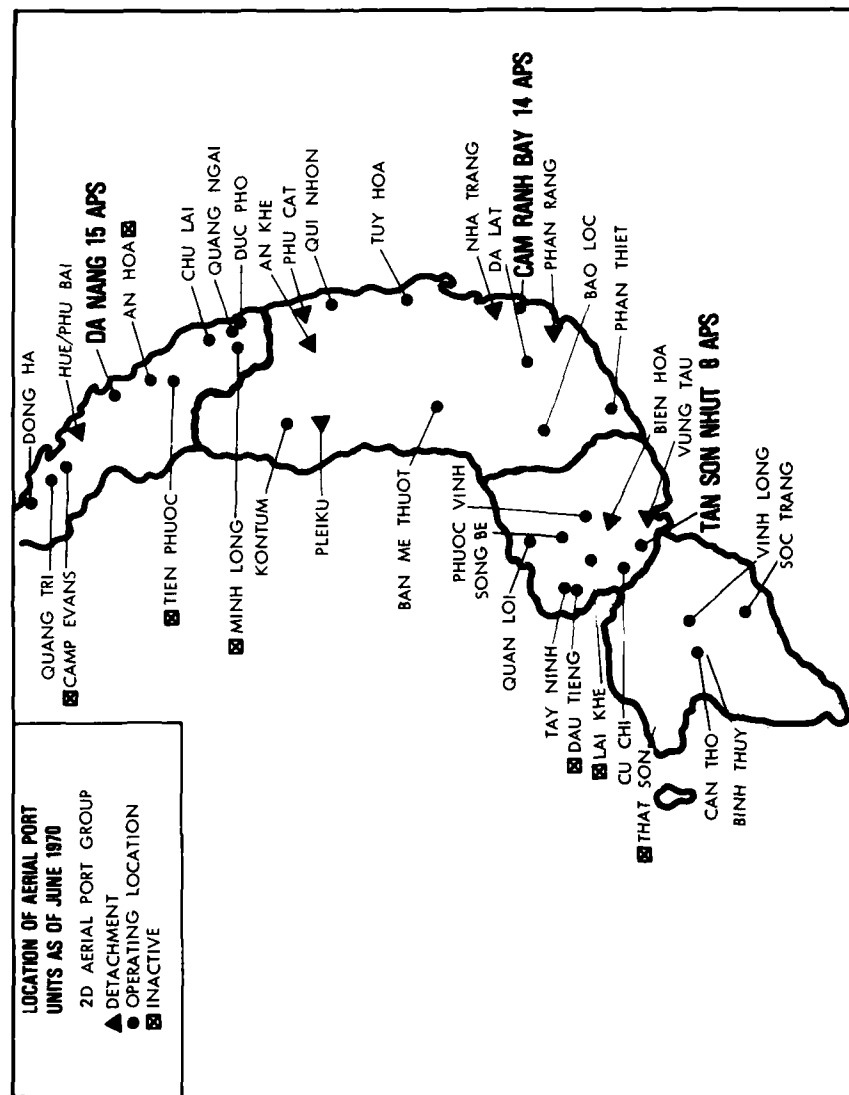 LOCATION OF AERIAL PORT
UNITS AS OF JUNE 1970
2D AERIAL PORT GROUP
DETACHMENT
OPERATING LOCATION
INACTIVE
DONG HA
QUANG TRI
CAMP EVANS
HUE/PHU BAI
DA NANG 15 APS
AN HOA
TIEN PHUOC
CHU LAI
QUANG NGAI
MINH LONG
DUC PHO
KONTUM
AN KHE
PHU CAT
PLEIKU
QUI NHON
TUY HOA
BAN ME THUOT
NHA TRANG
DA LAT
CAM RANH BAY 14 APS
PHAN RANG
BAO LOC
PHAN THIET
PHUOC VINH
SONG BE
QUAN LOI
TAY NINH
DAU TIENG
LAI KHE
CU CHI
BIEN HOA
VUNG TAU
TAN SON NHUT 8 APS
THAT SON
CAN THO
BINH THUY
VINH LONG
SOC TRANG